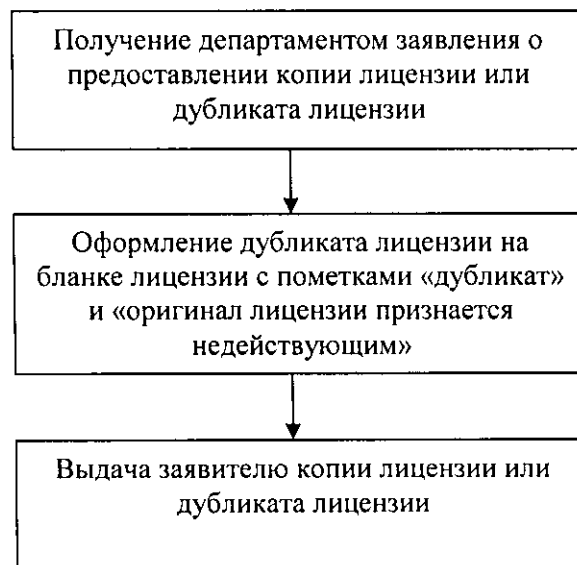 Получение департаментом заявления о
предоставлении копии лицензии или
дубликата лицензии
Оформление дубликата лицензии на
бланке лицензии с пометками «дубликат»
и «оригинал лицензии признается
недействующим»
Выдача заявителю копии лицензии или
дубликата лицензии